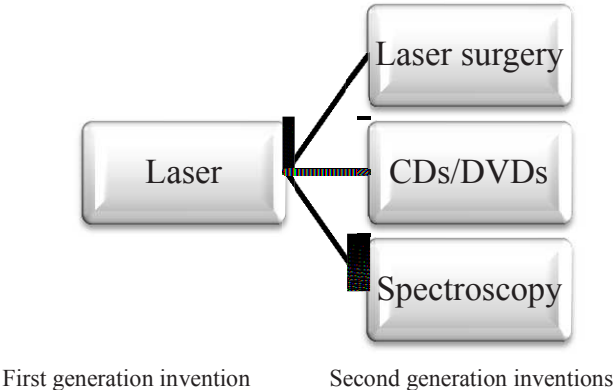 Laser surgery
Laser
CDs/DVDs
Spectroscopy
First generation invention
Second generation inventions